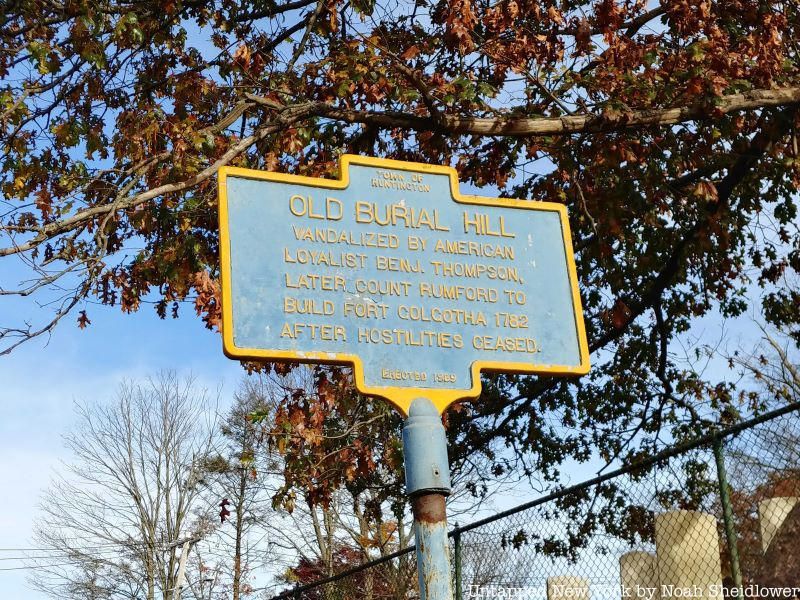 TOWN OF
HUNTINGTON
OLD BURIAL HILL
VANDALIZED BY AMERICAN
LOYALIST BENJ. THOMPSON,
LATER COUNT RUMFORD TO
BUILD FORT GOLGOTHA 1782
AFTER HOSTILITIES CEASED.
ERECTED 1969
Untapped New York by Noah Sheidlower